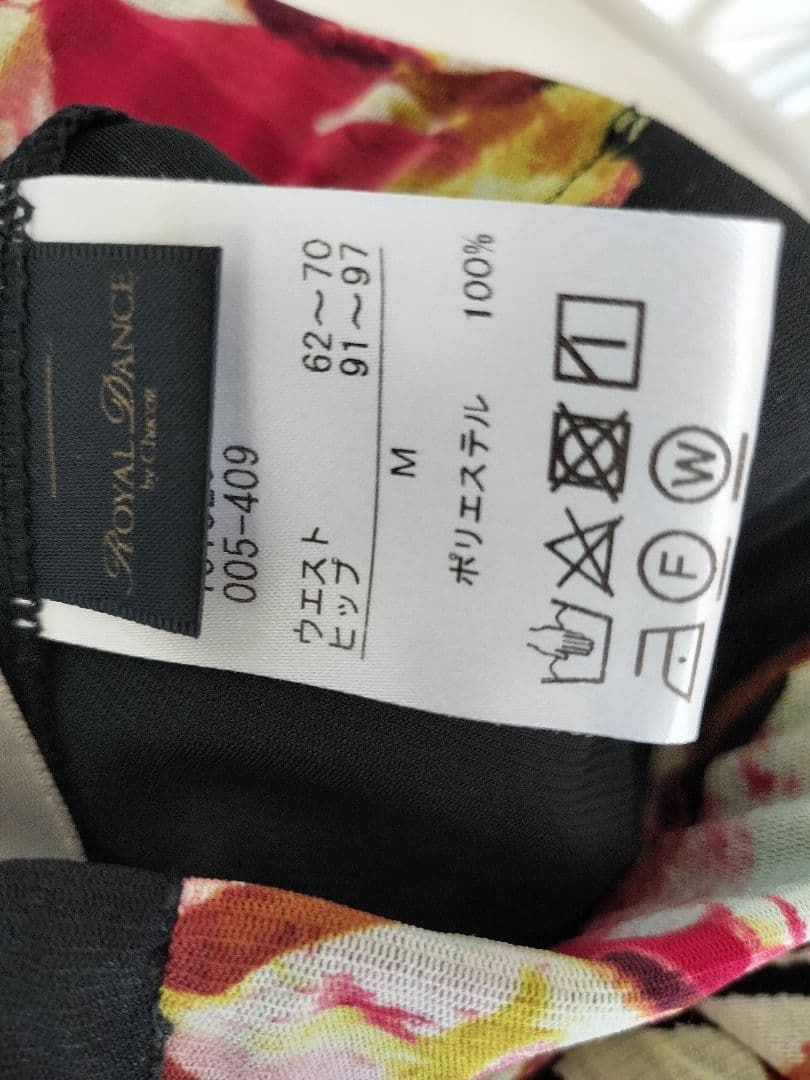 ROYAL DANCE
by Chacott
005-409
ウエスト 62～70
ヒップ 91～97
M
ポリエステル 100%
F W